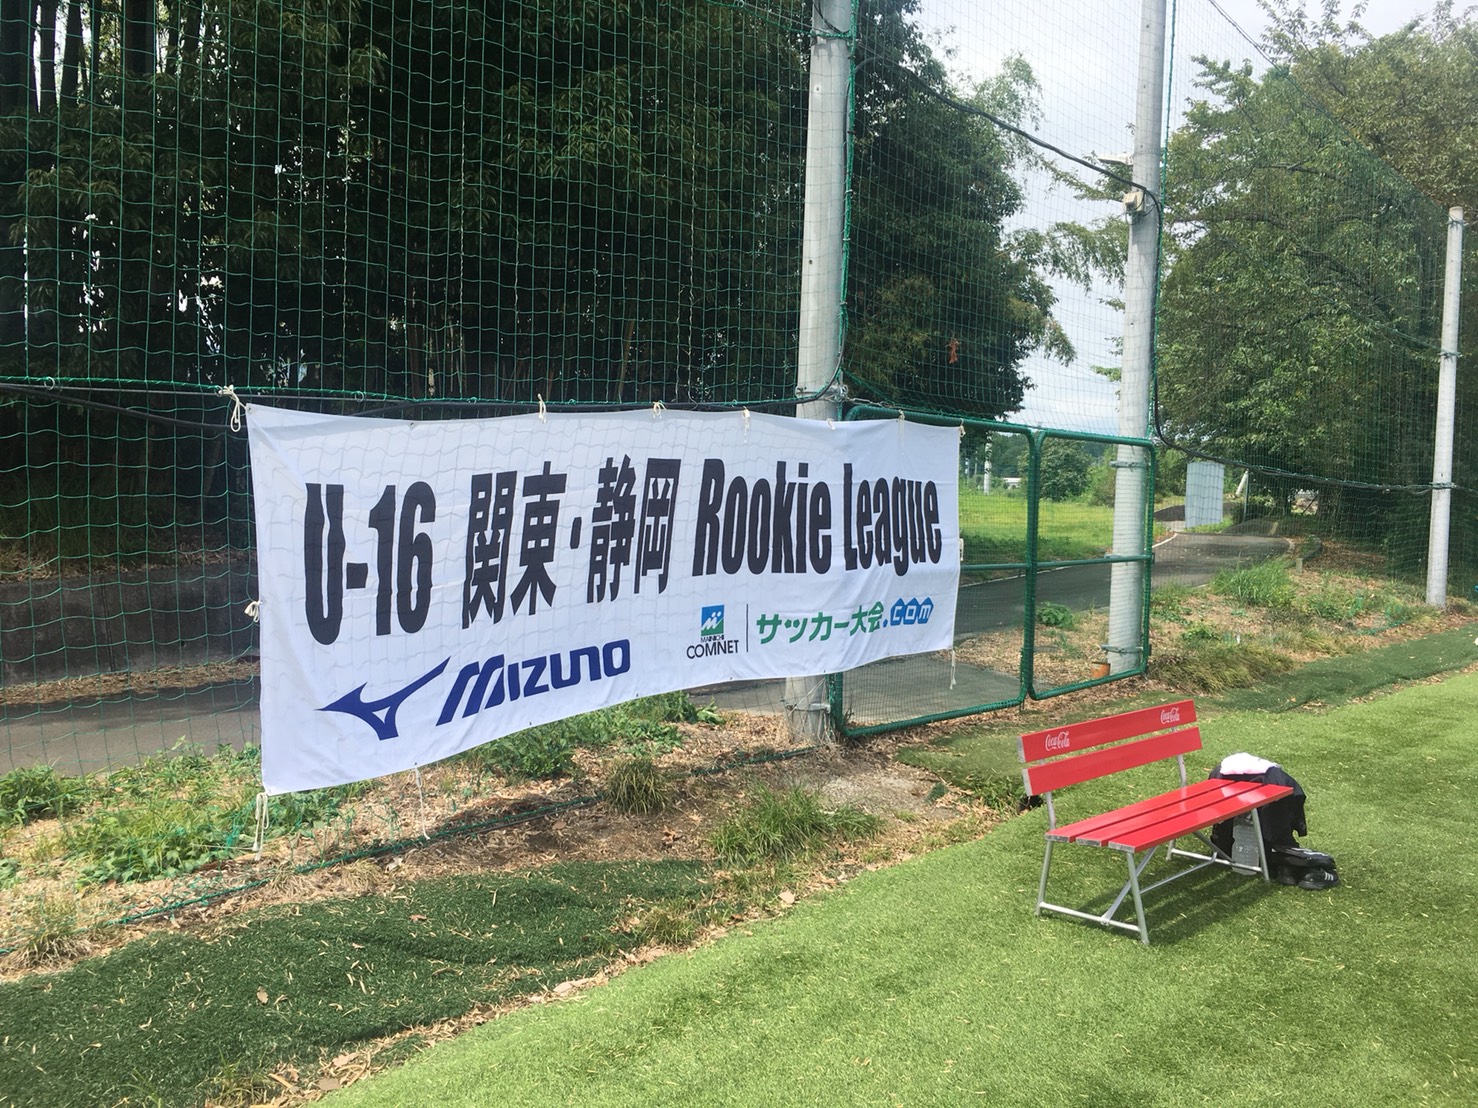 U-16 関東・静岡 Rookie League
MIZUNO
MAINICHI
COMNET
サッカー大会.com
Coca-Cola
Coca-Cola